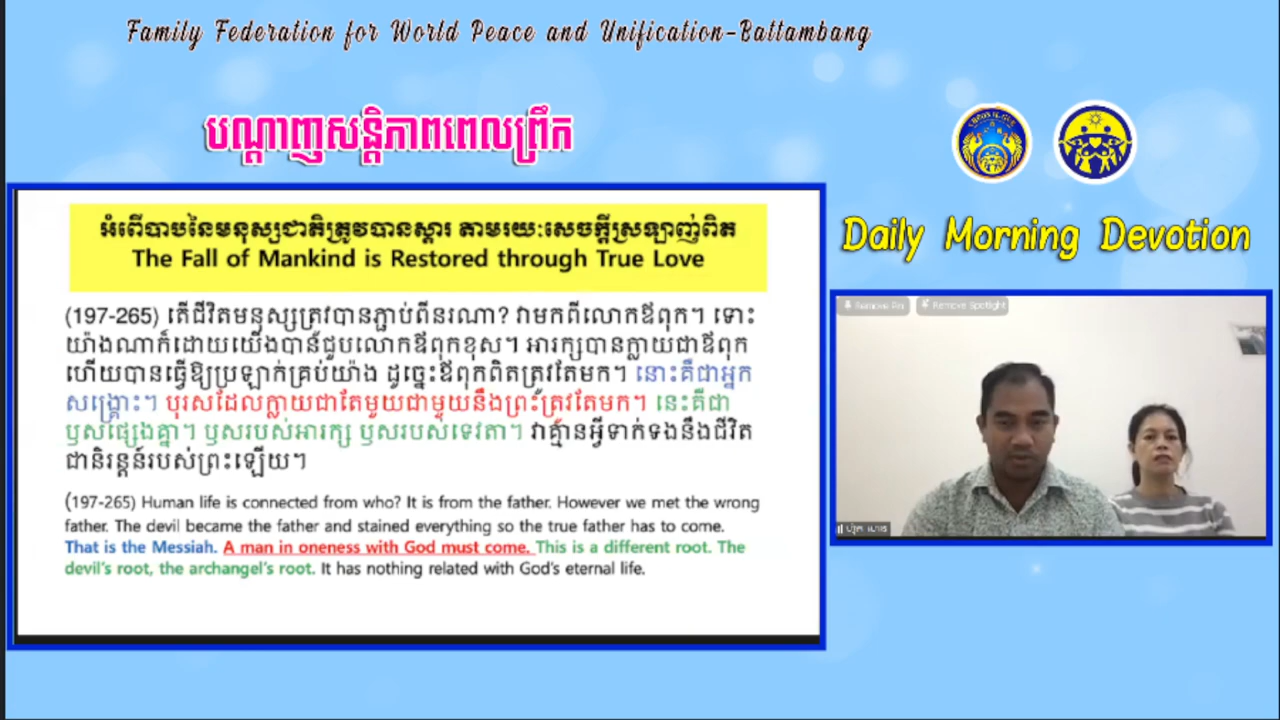 Family Federation for World Peace and Unification-Battambang
បណ្តាញសន្តិភាពពេលព្រឹក
Daily Morning Devotion
អំពើបាបនៃមនុស្សជាតិត្រូវបានស្តារ តាមរយៈសេចក្តីស្រឡាញ់ពិត
The Fall of Mankind is Restored through True Love
(197-265) តើជីវិតមនុស្សត្រូវបានភ្ជាប់ពីនរណា? វាមកពីលោកឪពុក។ ទោះ
យ៉ាងណាក៏ដោយយើងបានជួបលោកឪពុកខុស។ អារក្សបានក្លាយជាឪពុក
ហើយបានធ្វើឱ្យប្រឡាក់គ្រប់យ៉ាង ដូច្នេះឪពុកពិតត្រូវតែមក។ នោះគឺជាអ្នក
សង្គ្រោះ។ បុរសដែលក្លាយជាតែមួយជាមួយនឹងព្រះត្រូវតែមក។ នេះគឺជា
ឫសផ្សេងគ្នា។ ឫសរបស់អារក្ស ឫសរបស់ទេវតា។ វាគ្មានអ្វីទាក់ទងនឹងជីវិត
ជានិរន្តន៍របស់ព្រះឡើយ។
(197-265) Human life is connected from who? It is from the father. However we met the wrong
father. The devil became the father and stained everything so the true father has to come.
That is the Messiah. A man in oneness with God must come. This is a different root. The
devil's root, the archangel's root. It has nothing related with God's eternal life.
Remove Pin
Remove Spotlight